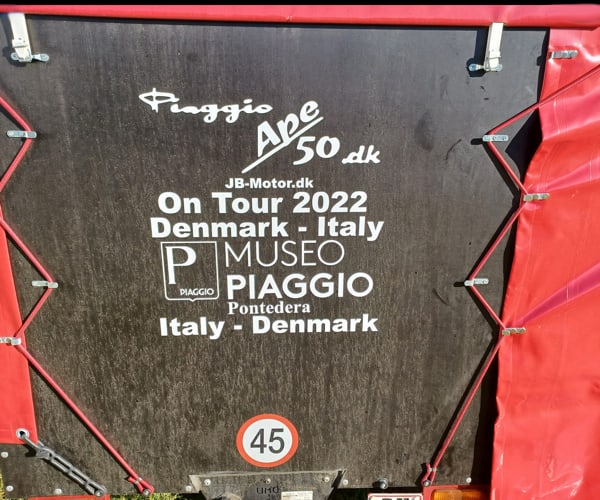 Piaggio
Ape
50.dk
JB-Motor.dk
On Tour 2022
Denmark - Italy
P
PIAGGIO
MUSEO
PIAGGIO
Pontedera
Italy - Denmark
45